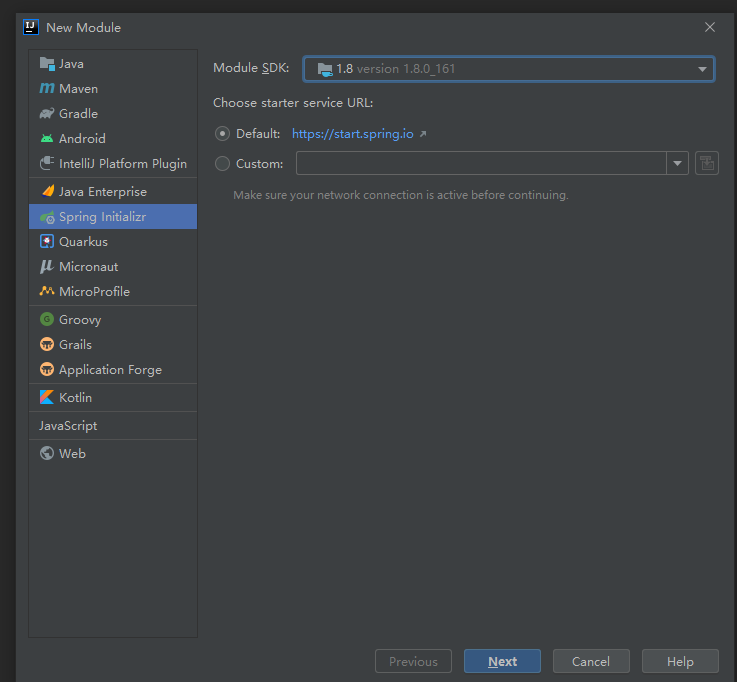 New Module
Java
Maven
Gradle
Android
IntelliJ Platform Plugin
Java Enterprise
Spring Initializr
Quarkus
Micronaut
MicroProfile
Groovy
Grails
Application Forge
Kotlin
JavaScript
Web
Module SDK: 1.8 version 1.8.0_161
Choose starter service URL:
Default: https://start.spring.io
Custom:
Make sure your network connection is active before continuing.
Previous Next Cancel Help